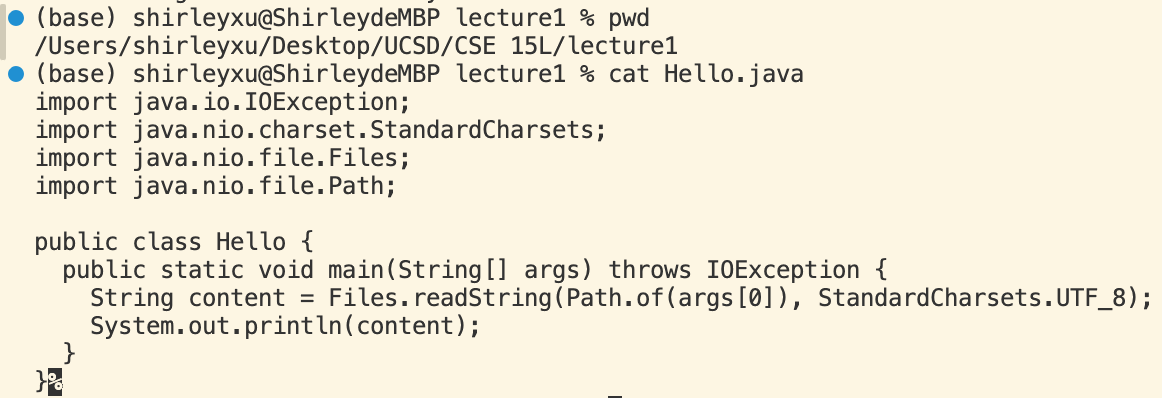 (base) shirleyxu@ShirleydeMBP lecture1 % pwd
/Users/shirleyxu/Desktop/UCSD/CSE 15L/lecture1
(base) shirleyxu@ShirleydeMBP lecture1 % cat Hello.java
import java.io.IOException;
import java.nio.charset.StandardCharsets;
import java.nio.file.Files;
import java.nio.file.Path;

public class Hello {
  public static void main(String[] args) throws IOException {
    String content = Files.readString(Path.of(args[0]), StandardCharsets.UTF_8);
    System.out.println(content);
  }
}%